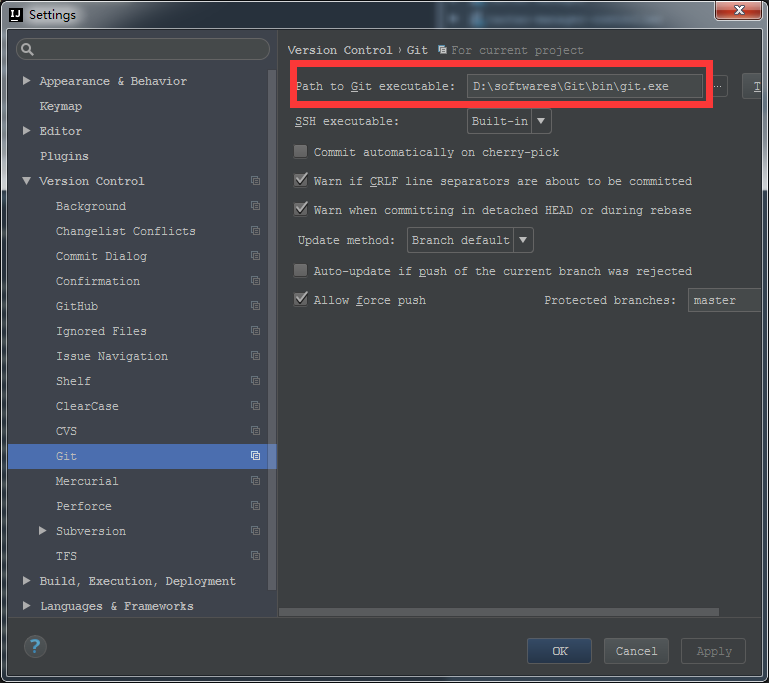 Settings
Version Control › Git For current project
Appearance & Behavior
Keymap
Editor
Plugins
Version Control
Background
Changelist Conflicts
Commit Dialog
Confirmation
GitHub
Ignored Files
Issue Navigation
Shelf
ClearCase
CVS
Git
Mercurial
Perforce
Subversion
TFS
Build, Execution, Deployment
Languages & Frameworks
Path to Git executable: D:\softwares\Git\bin\git.exe ...
SSH executable: Built-in
Commit automatically on cherry-pick
Warn if CRLF line separators are about to be committed
Warn when committing in detached HEAD or during rebase
Update method: Branch default
Auto-update if push of the current branch was rejected
Allow force push Protected branches: master
? OK Cancel Apply